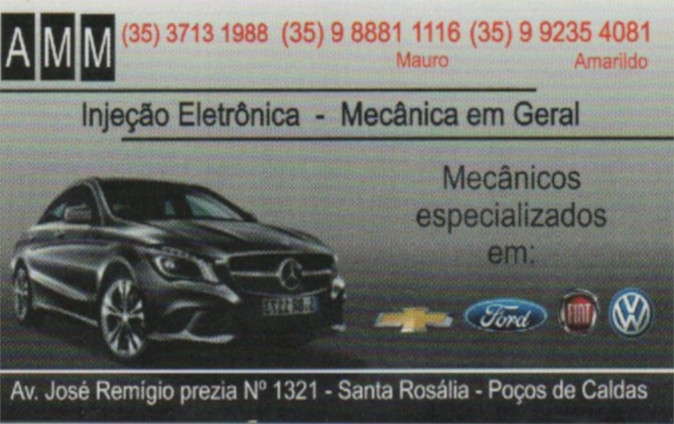 AMM (35) 3713 1988 (35) 9 8881 1116 (35) 9 9235 4081
Mauro Amarildo
Injeção Eletrônica - Mecânica em Geral
Mecânicos
especializados
em:
Ford FIAT
Av. José Remígio prezia Nº 1321 - Santa Rosália - Poços de Caldas